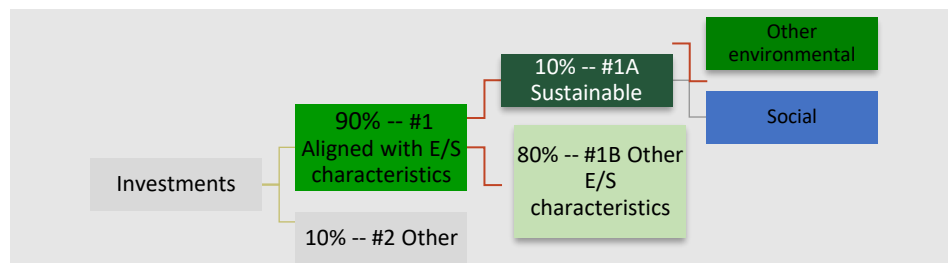 Investments
90% -- #1
Aligned with E/S
characteristics
10% -- #2 Other
10% -- #1A
Sustainable
80% -- #1B Other
E/S
characteristics
Other
environmental
Social